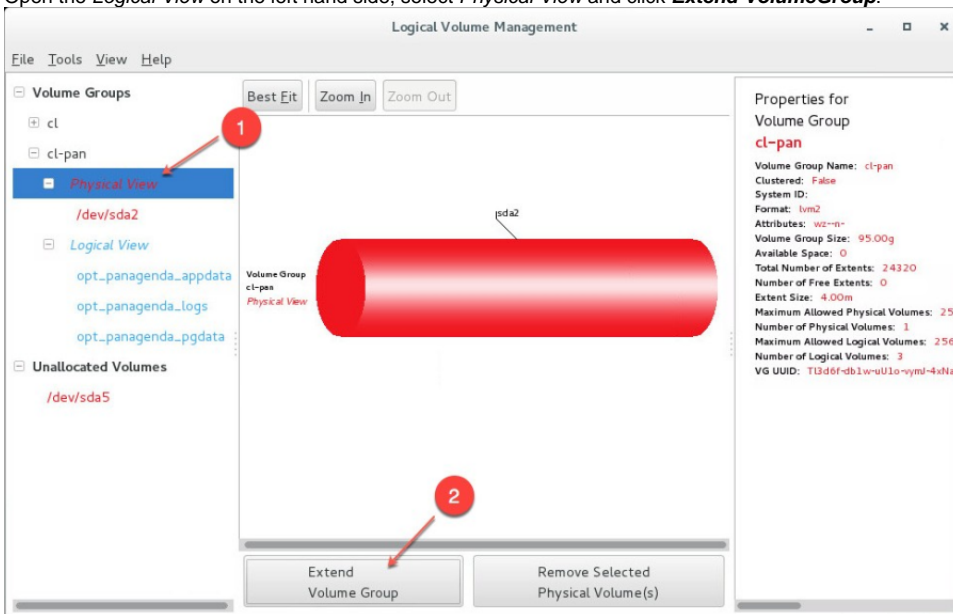 Open the Logical View on the left hand side, select Physical View and click Extend VolumeGroup.
Logical Volume Management
File Tools View Help
Volume Groups
cl
cl-pan
Physical View
/dev/sda2
Logical View
opt_panagenda_appdata
opt_panagenda_logs
opt_panagenda_pgdata
Unallocated Volumes
/dev/sda5
1
Best Fit Zoom In Zoom Out
sda2
Volume Group
cl-pan
Physical View
2
Extend
Volume Group
Remove Selected
Physical Volume(s)
Properties for
Volume Group
cl-pan
Volume Group Name: cl-pan
Clustered: False
System ID:
Format: lvm2
Attributes: wz--n-
Volume Group Size: 95.00g
Available Space: 0
Total Number of Extents: 24320
Number of Free Extents: 0
Extent Size: 4.00m
Maximum Allowed Physical Volumes: 25
Number of Physical Volumes: 1
Maximum Allowed Logical Volumes: 256
Number of Logical Volumes: 3
VG UUID: